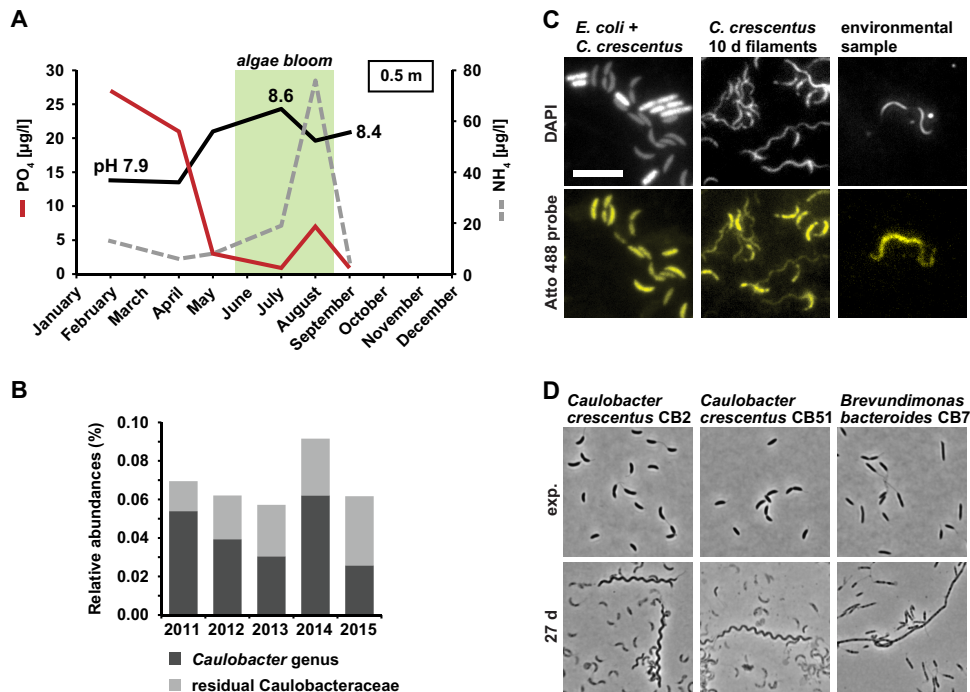 A
algae bloom
0.5 m
PO4 [µg/l]
30
25
20
15
10
5
0
pH 7.9
8.6
8.4
80
60
40
20
0
NH4 [µg/l]
January
February
March
April
May
June
July
August
September
October
November
December
B
Relative abundances (%)
0.10
0.08
0.06
0.04
0.02
0.00
2011 2012 2013 2014 2015
Caulobacter genus
residual Caulobacteraceae
C
E. coli +
C. crescentus
C. crescentus
10 d filaments
environmental
sample
DAPI
Atto 488 probe
D
Caulobacter
crescentus CB2
Caulobacter
crescentus CB51
Brevundimonas
bacteroides CB7
exp.
27 d